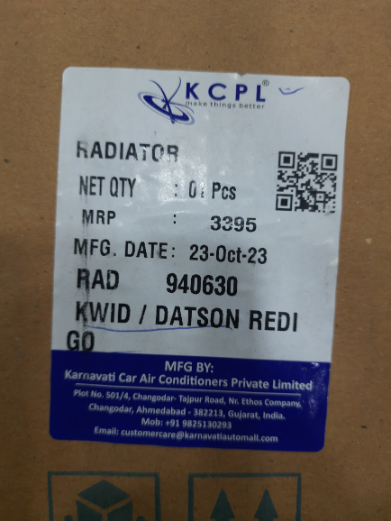 KCPL®
make things better
RADIATOR
NET QTY : 01 Pcs
MRP : 3395
MFG. DATE: 23-Oct-23
RAD 940630
KWID / DATSON REDI
GO
MFG BY:
Karnavati Car Air Conditioners Private Limited
Plot No. 501/4, Changodar- Tajpur Road, Nr. Ethos Company,
Changodar, Ahmedabad - 382213, Gujarat, India.
Mob: +91 9825130293
Email: customercare@karnavatiautomall.com